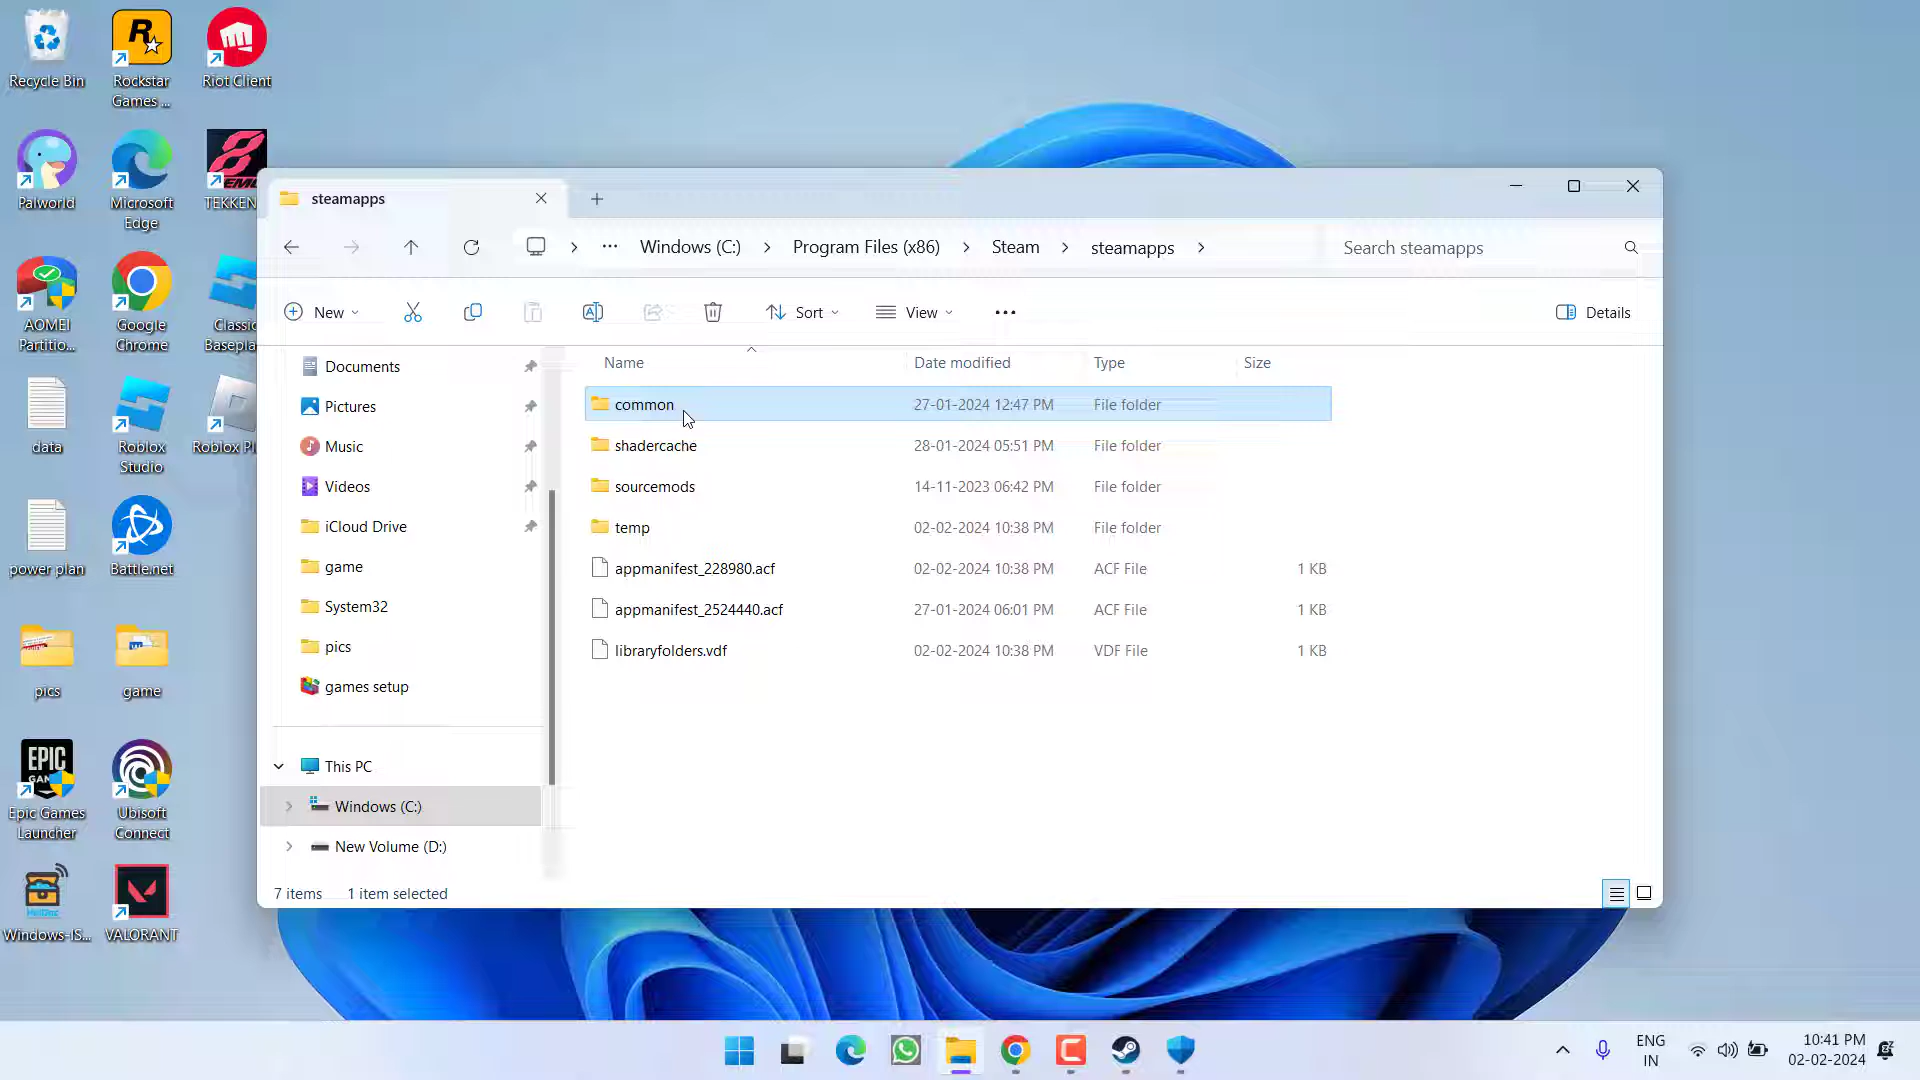 Recycle Bin
Rockstar
Games ...
Riot Client
Palworld
Microsoft
Edge
TEKKEN
AOMEI
Partitio...
Google
Chrome
Classic
Basepla
data
Roblox
Studio
Roblox Pl
power plan
Battle.net
pics
game
EPIC
Epic Games
Launcher
Ubisoft
Connect
Windows-IS...
VALORANT
steamapps
Windows (C:)
Program Files (x86)
Steam
steamapps
Search steamapps
New
Sort
View
Details
Documents
Pictures
Music
Videos
iCloud Drive
game
System32
pics
games setup
This PC
Windows (C:)
New Volume (D:)
Name Date modified Type Size
common 27-01-2024 12:47 PM File folder
shadercache 28-01-2024 05:51 PM File folder
sourcemods 14-11-2023 06:42 PM File folder
temp 02-02-2024 10:38 PM File folder
appmanifest_228980.acf 02-02-2024 10:38 PM ACF File 1 KB
appmanifest_2524440.acf 27-01-2024 06:01 PM ACF File 1 KB
libraryfolders.vdf 02-02-2024 10:38 PM VDF File 1 KB
7 items 1 item selected
ENG
IN
10:41 PM
02-02-2024